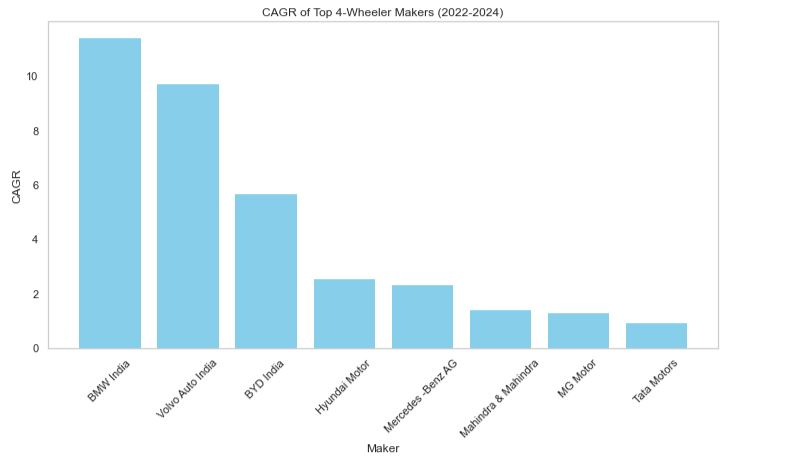 CAGR of Top 4-Wheeler Makers (2022-2024)
CAGR
10
8
6
4
2
0
BMW India
Volvo Auto India
BYD India
Hyundai Motor
Mercedes -Benz AG
Mahindra & Mahindra
MG Motor
Tata Motors
Maker